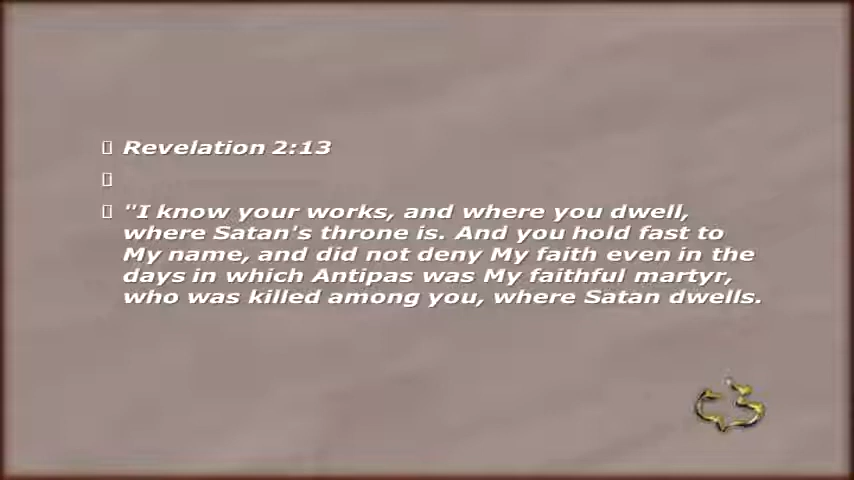 Revelation 2:13
"I know your works, and where you dwell,
where Satan's throne is. And you hold fast to
My name, and did not deny My faith even in the
days in which Antipas was My faithful martyr,
who was killed among you, where Satan dwells.